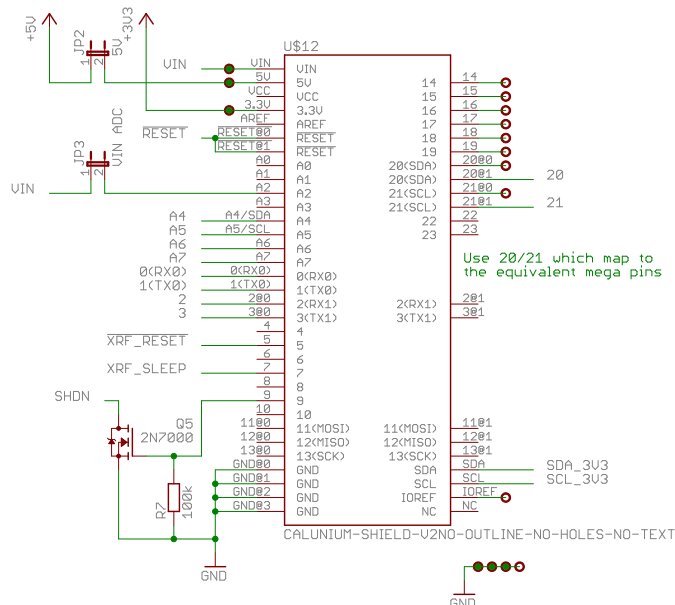 +5V
JP2
1 2
5V
+3V3
VIN
U$12
VIN VIN
5V 5V
VCC VCC
3.3V 3.3V
AREF AREF
RESET RESET@0 RESET
RESET@1 RESET
JP3
1 2
VIN ADC
VIN
A0 A0
A1 A1
A2 A2
A3 A3
A4 A4/SDA A4
A5 A5/SCL A5
A6 A6 A6
A7 A7 A7
0(RX0) 0(RX0) 0(RX0)
1(TX0) 1(TX0) 1(TX0)
2 2@0 2(RX1)
3 3@0 3(TX1)
4 4
XRF_RESET 5 5
6 6
XRF_SLEEP 7 7
8 8
9 9
10 10
11@0 11(MOSI)
12@0 12(MISO)
13@0 13(SCK)
GND@0 GND
GND@1 GND
GND@2 GND
GND@3 GND
SHDN
Q5
2N7000
R7
100k
GND
14 14
15 15
16 16
17 17
18 18
19 19
20(SDA) 20@0
20(SDA) 20@1 20
21(SCL) 21@0
21(SCL) 21@1 21
22 22
23 23
Use 20/21 which map to
the equivalent mega pins
2(RX1) 2@1
3(TX1) 3@1
11(MOSI) 11@1
12(MISO) 12@1
13(SCK) 13@1
SDA SDA SDA_3V3
SCL SCL SCL_3V3
IOREF IOREF
NC NC
CALUNIUM-SHIELD-V2NO-OUTLINE-NO-HOLES-NO-TEXT
GND